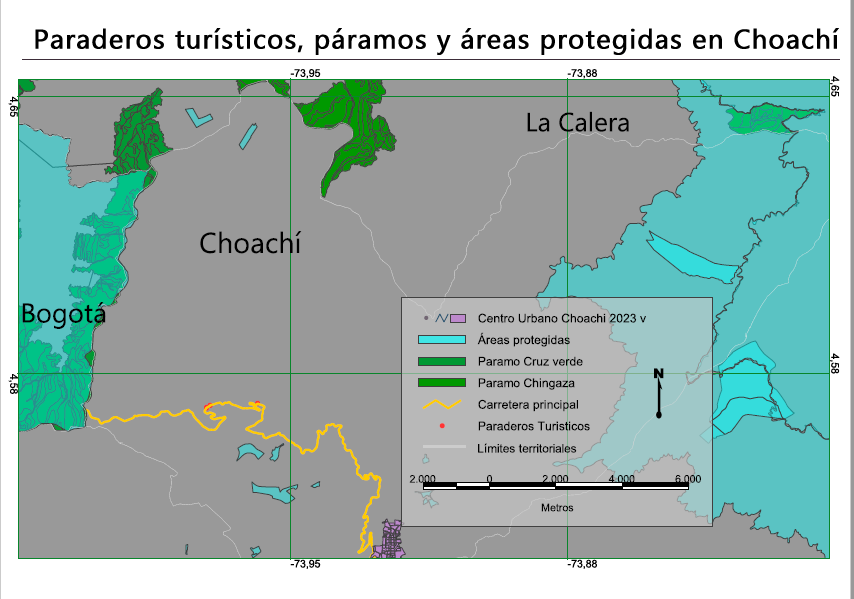 Paraderos turísticos, páramos y áreas protegidas en Choachí
-73,95
-73,88
4,65
4,65
La Calera
Choachí
Bogotá
Centro Urbano Choachi 2023 v
Áreas protegidas
Paramo Cruz verde
Paramo Chingaza
Carretera principal
Paraderos Turisticos
Límites territoriales
N
2.000 0 2.000 4.000 6.000
Metros
4,58
4,58
-73,95
-73,88